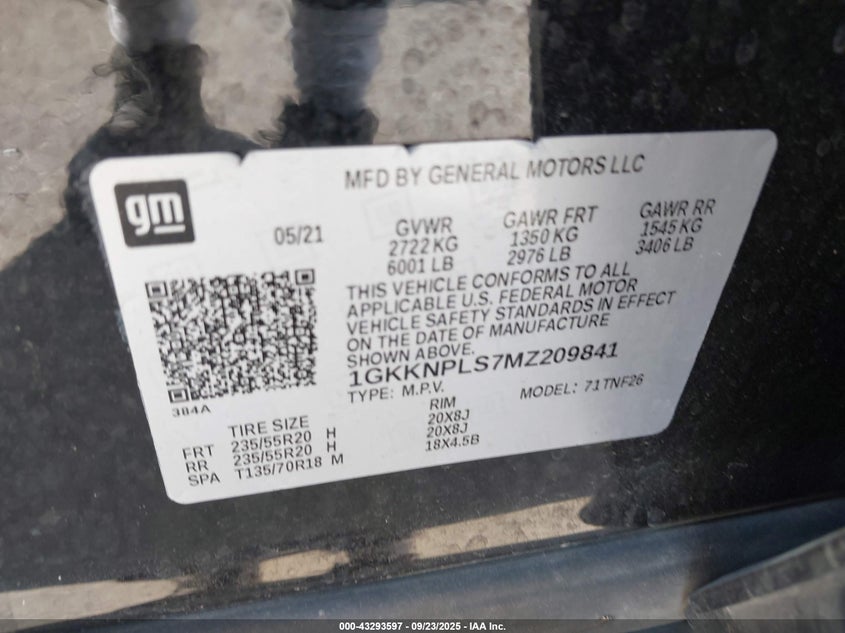 MFD BY GENERAL MOTORS LLC
gm
05/21
GVWR
2722 KG
6001 LB
GAWR FRT
1350 KG
2976 LB
GAWR RR
1545 KG
3406 LB
THIS VEHICLE CONFORMS TO ALL
APPLICABLE U.S. FEDERAL MOTOR
VEHICLE SAFETY STANDARDS IN EFFECT
ON THE DATE OF MANUFACTURE
SHOWN ABOVE.
1GKKNPLS7MZ209841
TYPE: M.P.V. MODEL: 71TNF26
384A
TIRE SIZE RIM
FRT 235/55R20 H 20X8J
RR 235/55R20 H 20X8J
SPA T135/70R18 M 18X4.5B
000-43293597 - 09/23/2025 - IAA Inc.